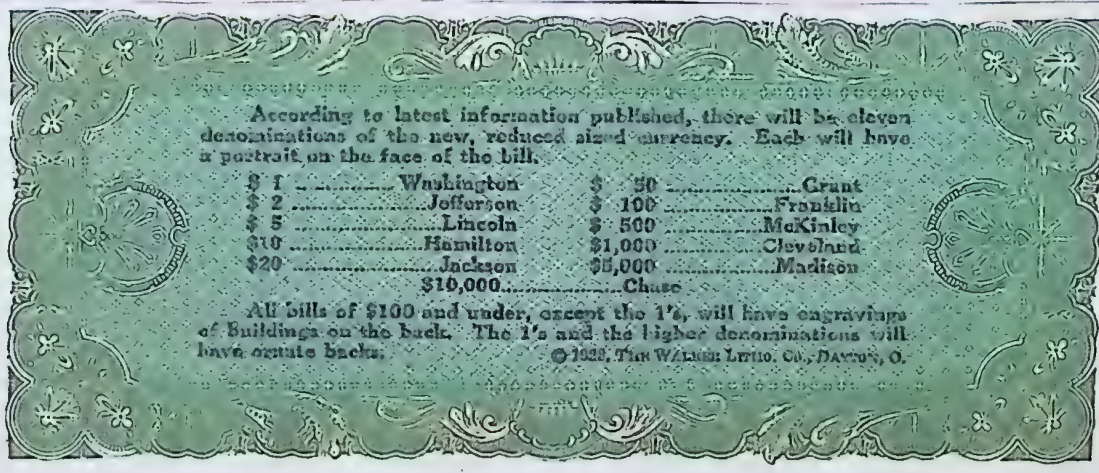 According to latest information published, there will be eleven
denominations of the new, reduced sized currency. Each will have
a portrait on the face of the bill.
$ 1 ............... Washington $ 50 ....................Grant
$ 2 ....................Jefferson $ 100 ................Franklin
$ 5 ......................Lincoln $ 500 ...............McKinley
$10 ....................Hamilton $1,000 ..............Cleveland
$20 .....................Jackson $5,000 ................Madison
$10,000......................Chase
All bills of $100 and under, except the 1's, will have engravings
of Buildings on the back. The 1's and the higher denominations will
have ornate backs. © THE LITHO. CO., DAYTON, O.